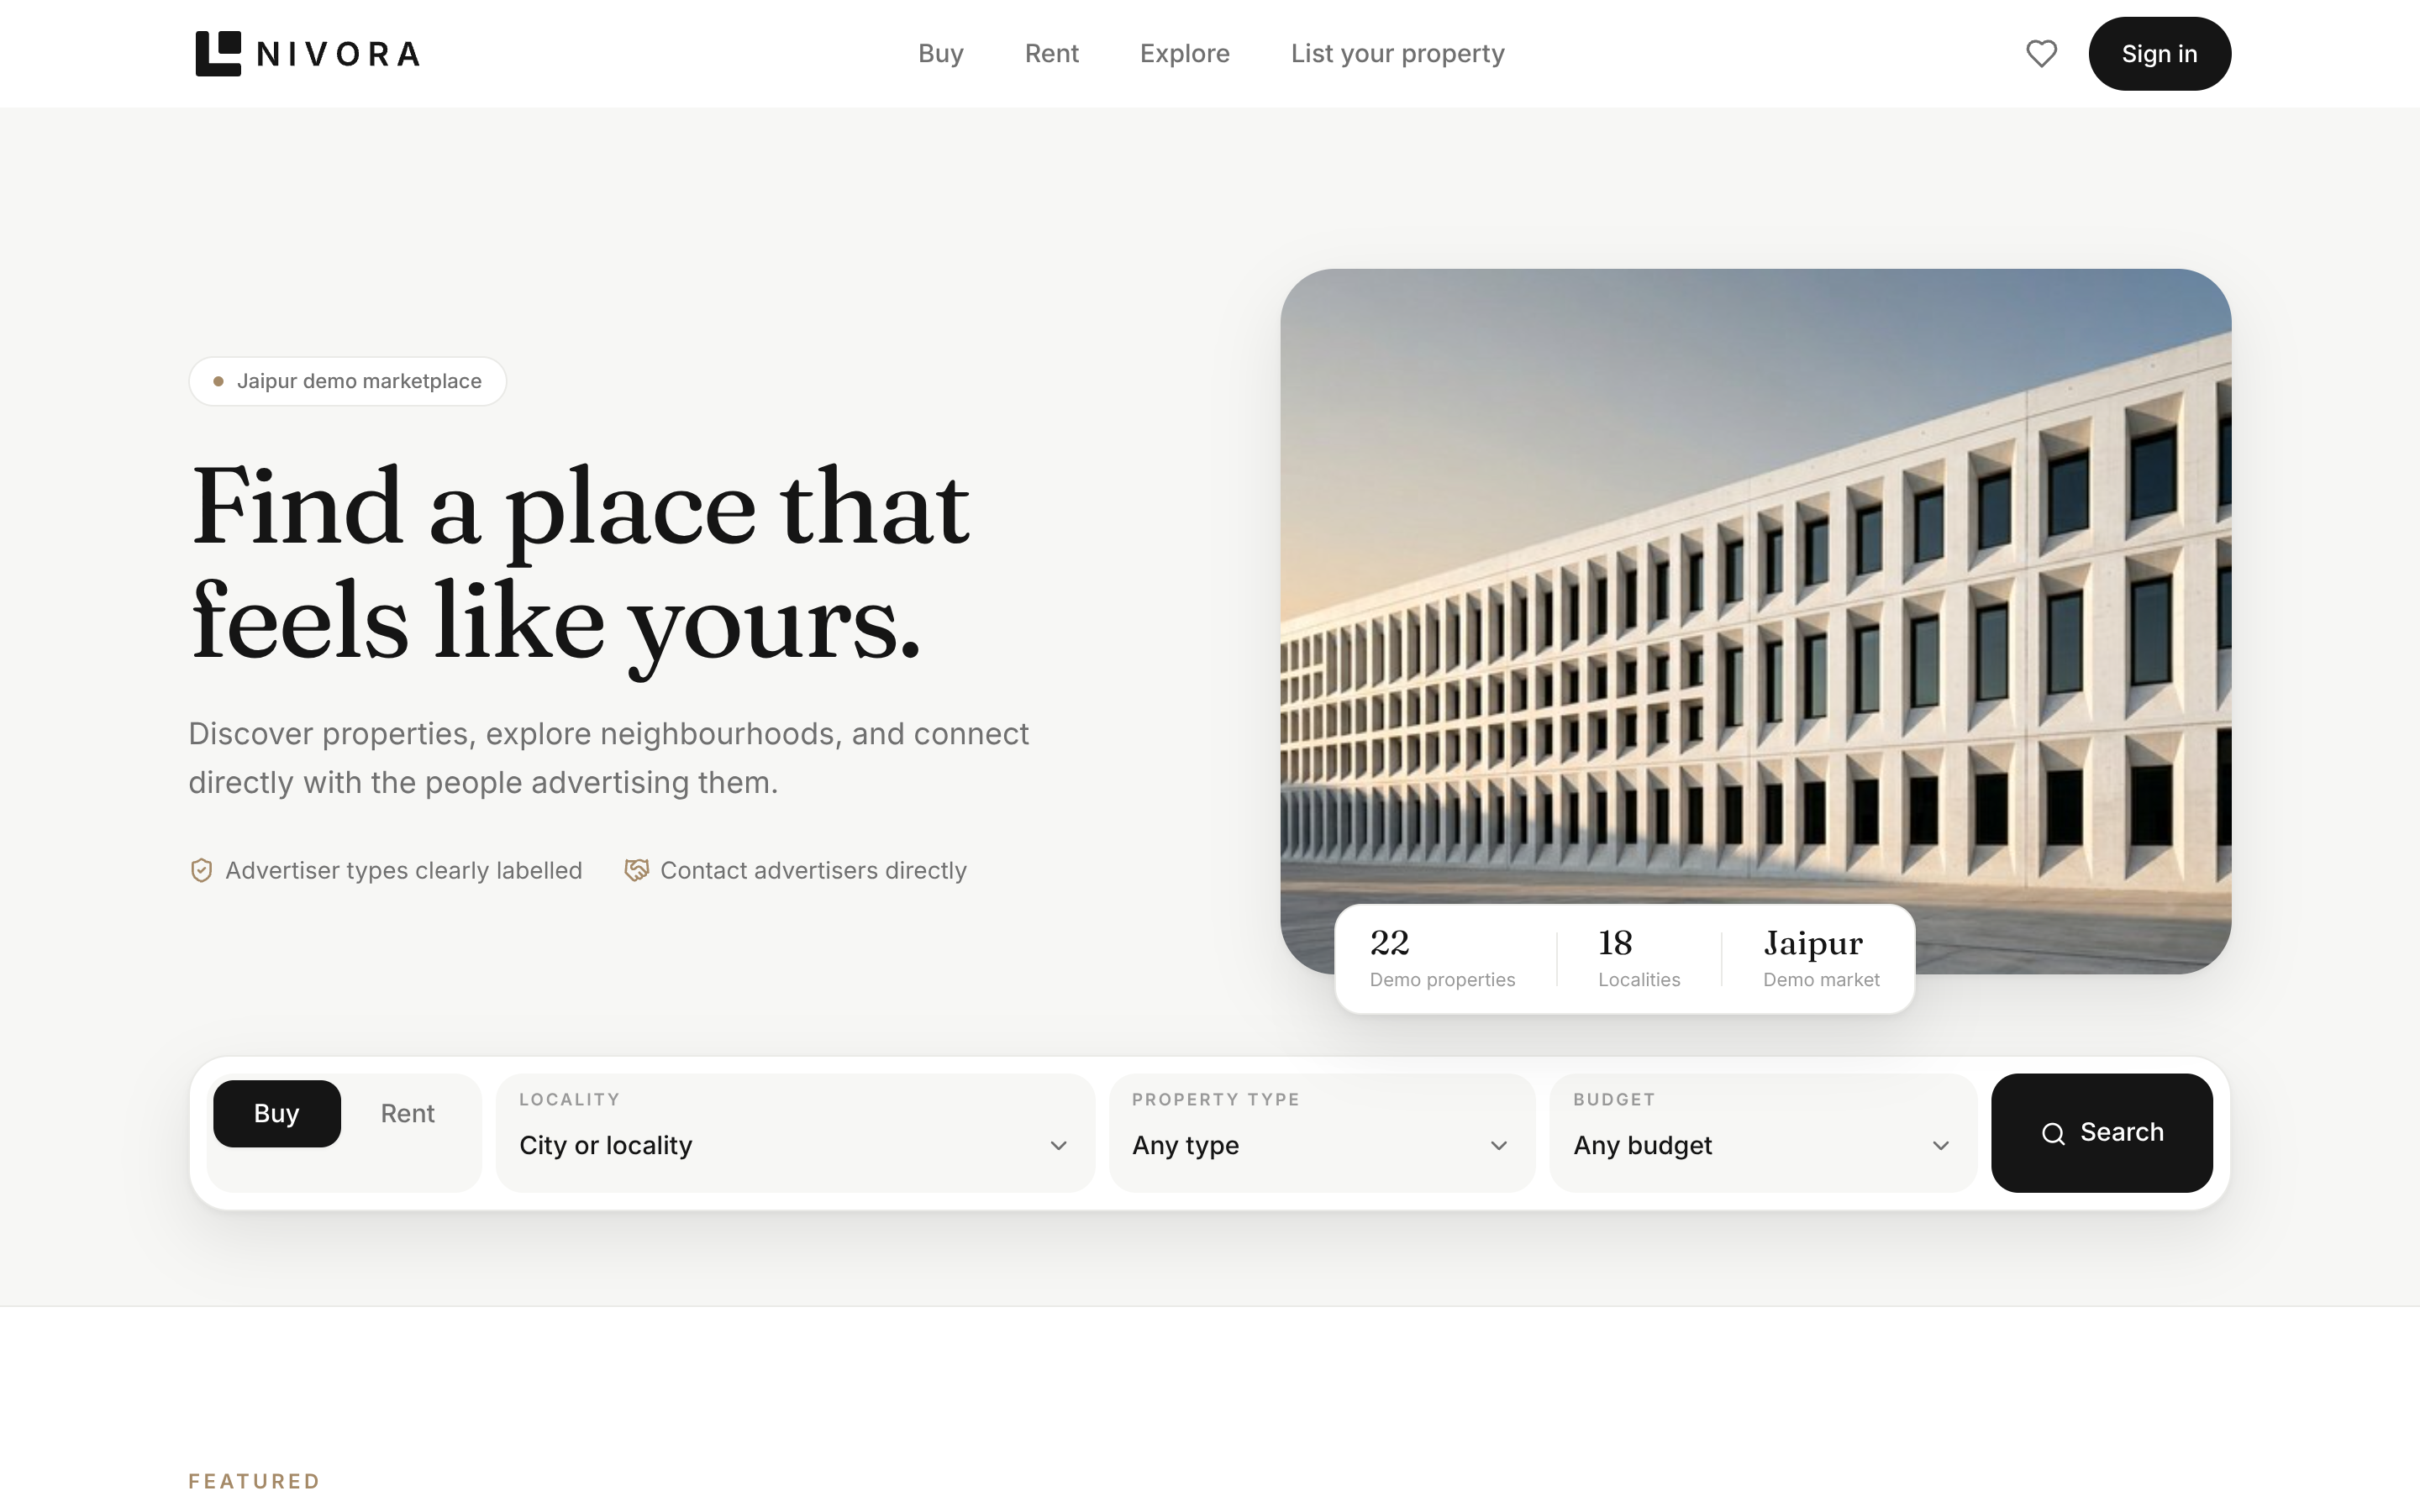 NIVORA
Buy
Rent
Explore
List your property
Sign in
Jaipur demo marketplace
Find a place that
feels like yours.
Discover properties, explore neighbourhoods, and connect
directly with the people advertising them.
Advertiser types clearly labelled
Contact advertisers directly
22
Demo properties
18
Localities
Jaipur
Demo market
Buy
Rent
LOCALITY
City or locality
PROPERTY TYPE
Any type
BUDGET
Any budget
Search
FEATURED